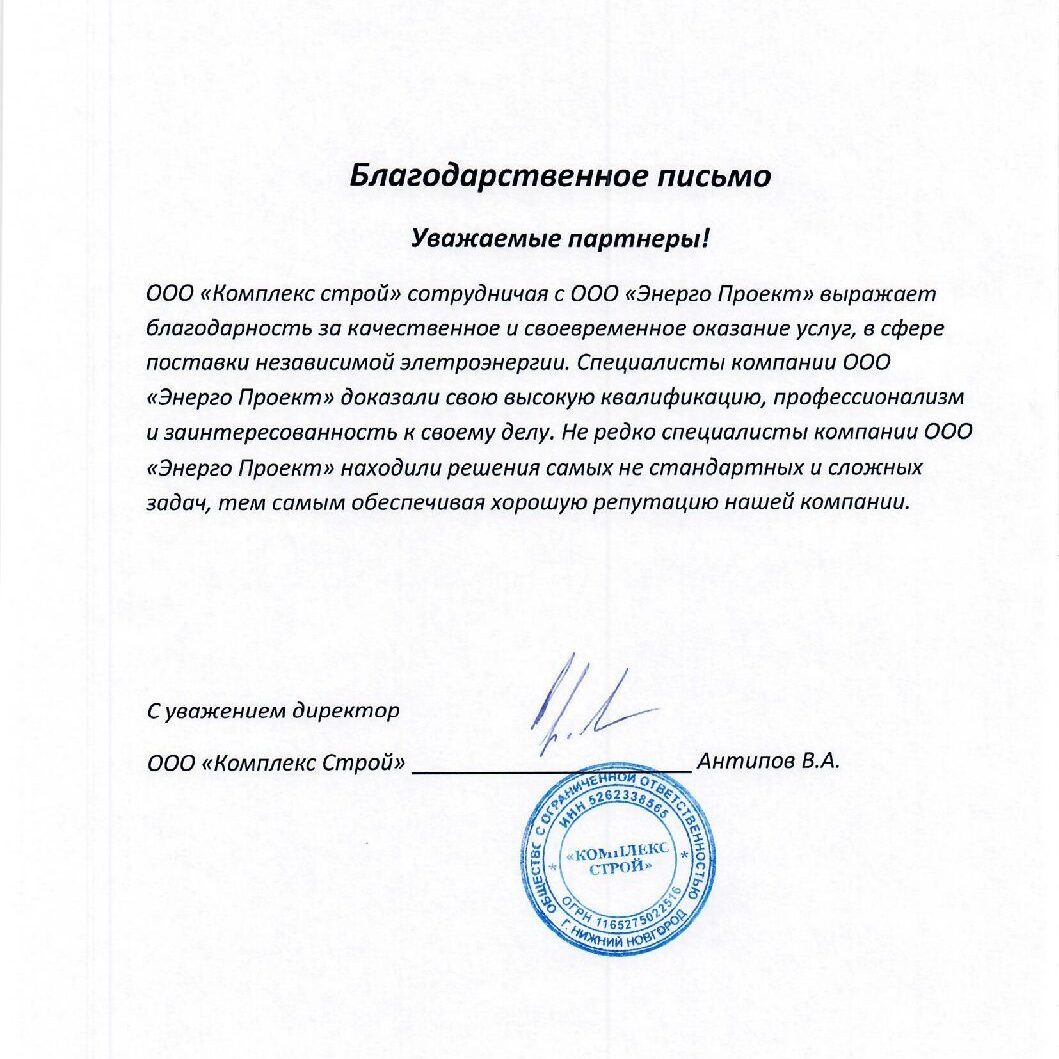 Благодарственное письмо
Уважаемые партнеры!
ООО «Комплекс строй» сотрудничая с ООО «Энерго Проект» выражает
благодарность за качественное и своевременное оказание услуг, в сфере
поставки независимой элетроэнергии. Специалисты компании ООО
«Энерго Проект» доказали свою высокую квалификацию, профессионализм
и заинтересованность к своему делу. Не редко специалисты компании ООО
«Энерго Проект» находили решения самых не стандартных и сложных
задач, тем самым обеспечивая хорошую репутацию нашей компании.
С уважением директор
ООО «Комплекс Строй» ____________________ Антипов В.А.
ОБЩЕСТВО С ОГРАНИЧЕННОЙ ОТВЕТСТВЕННОСТЬЮ
ИНН 5262338565
«КОМПЛЕКС
СТРОЙ»
ОГРН 1165275022516
Г. НИЖНИЙ НОВГОРОД